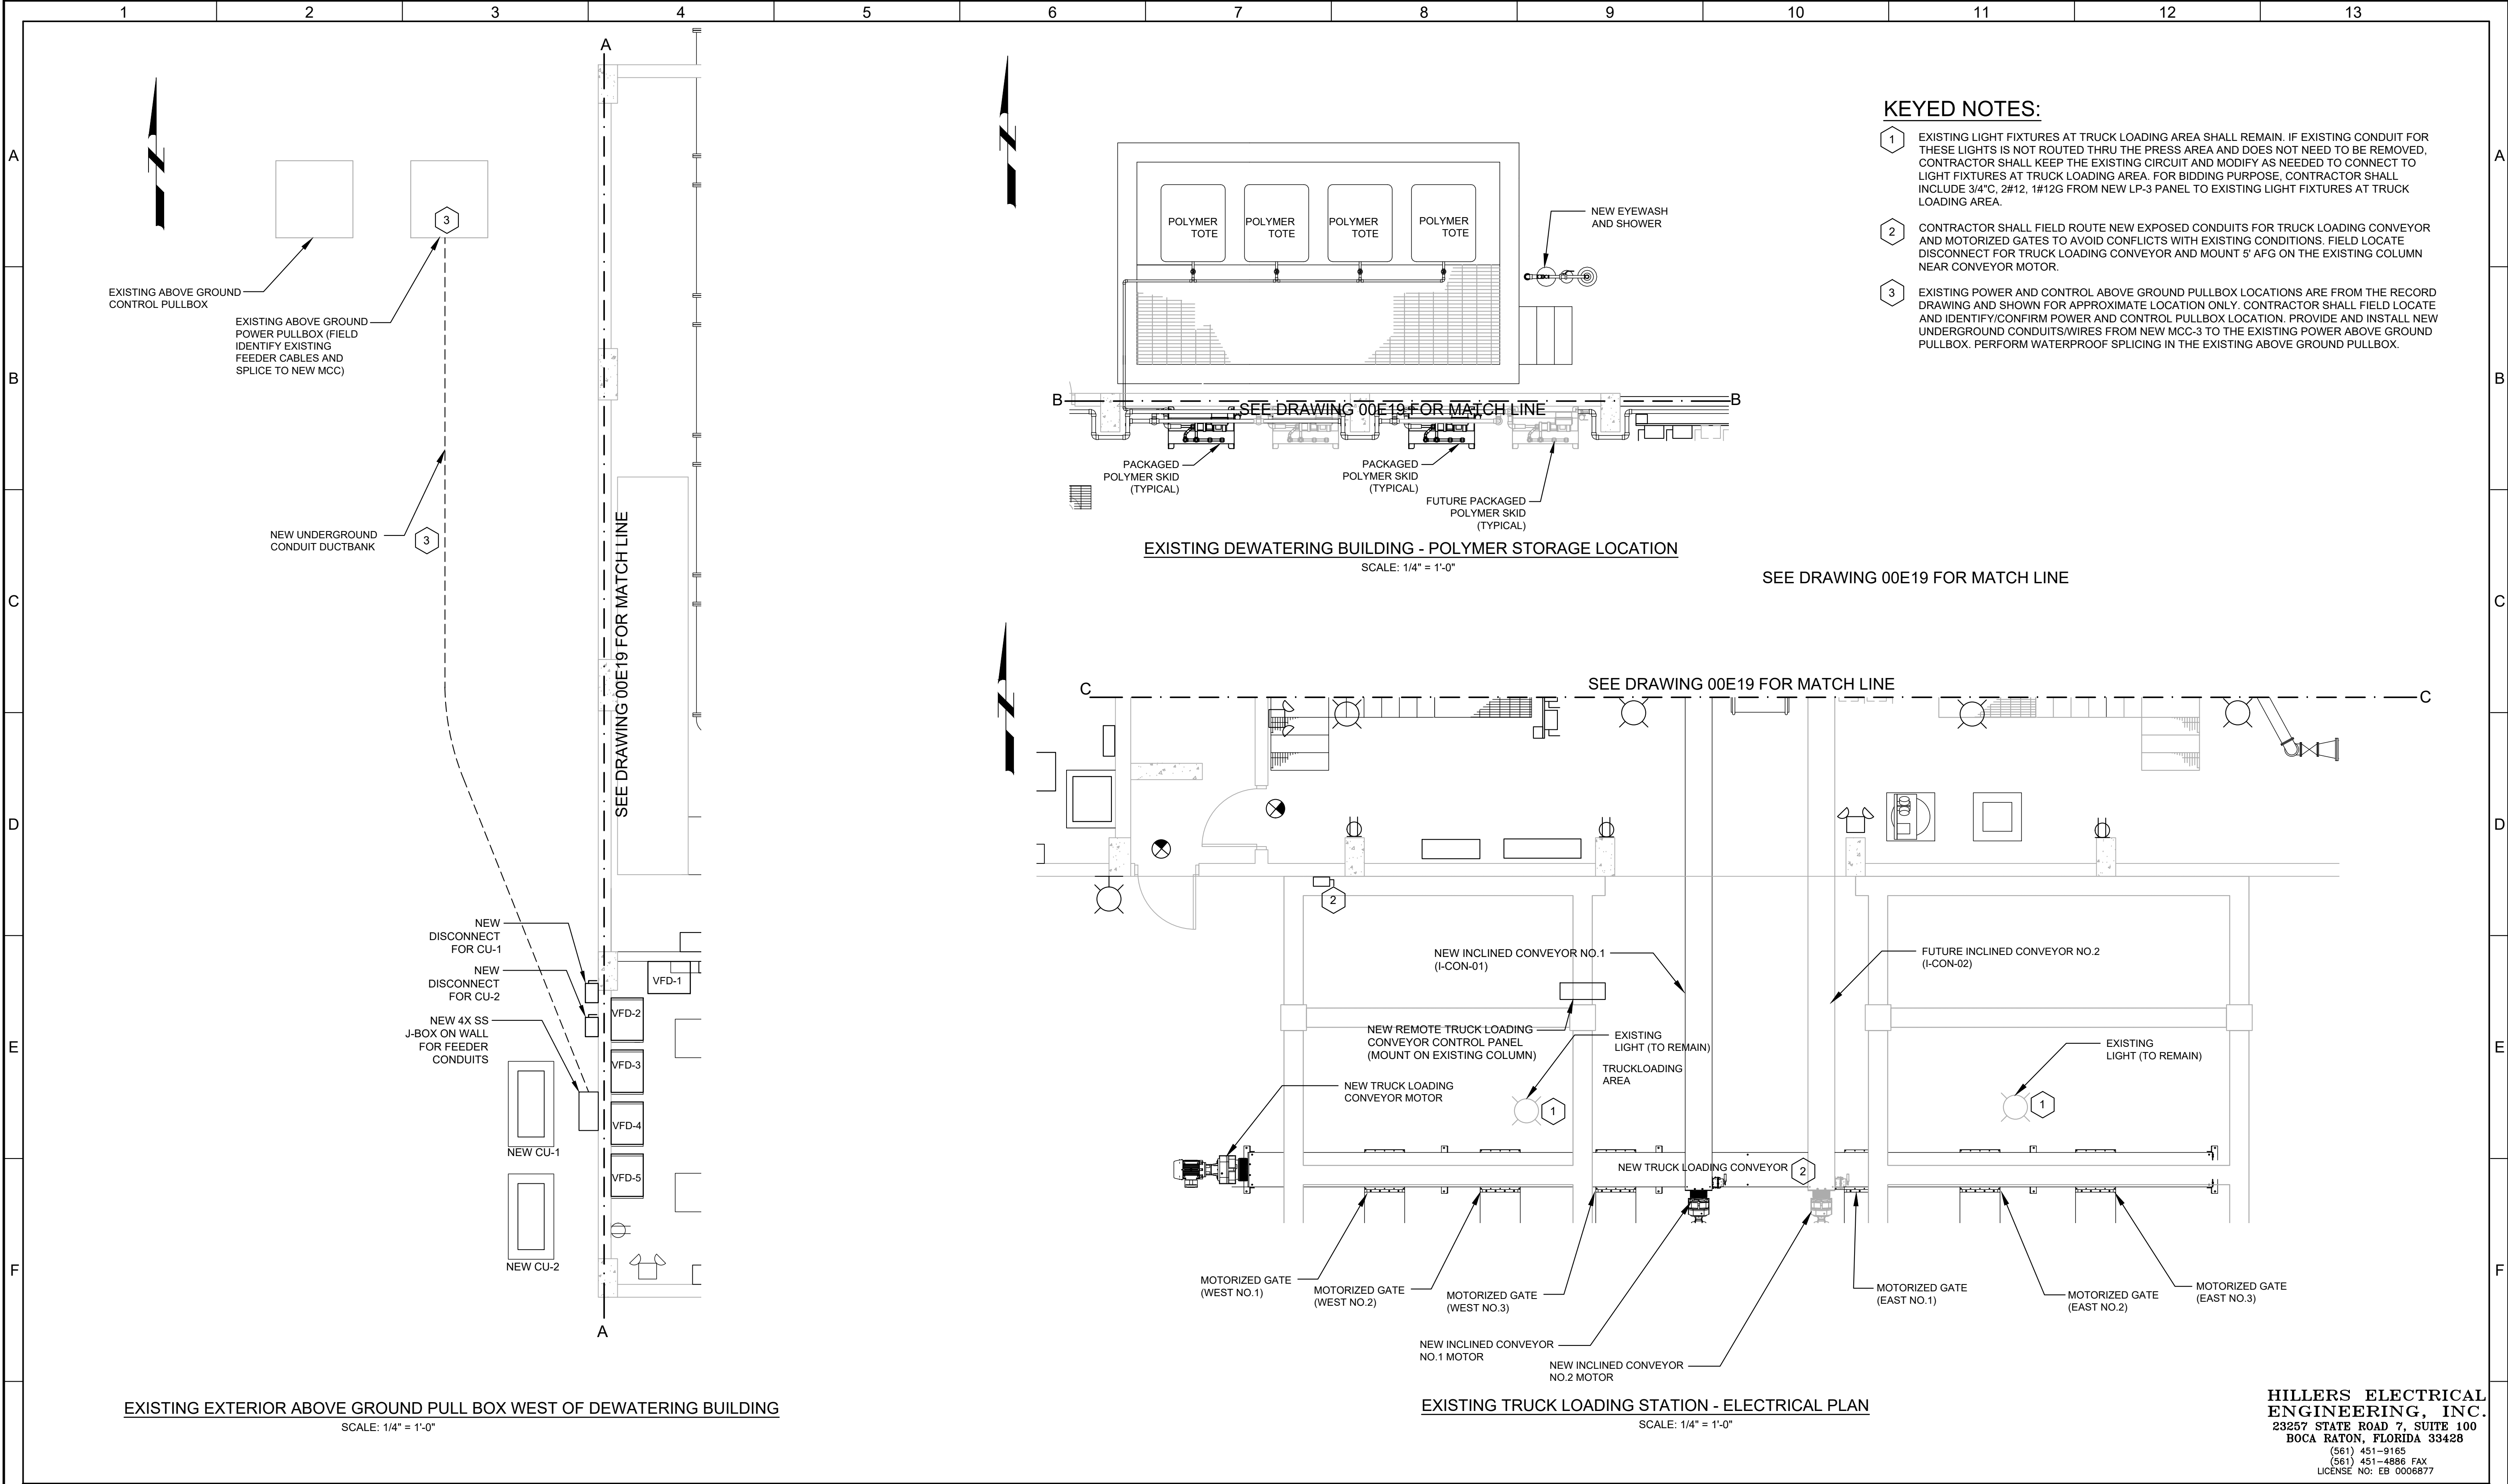 1 2 3 4 5 6 7 8 9 10 11 12 13
A
B
C
D
E
F
A
B
C
D
E
F
A
3
EXISTING ABOVE GROUND
CONTROL PULLBOX
EXISTING ABOVE GROUND
POWER PULLBOX (FIELD
IDENTIFY EXISTING
FEEDER CABLES AND
SPLICE TO NEW MCC)
NEW UNDERGROUND
CONDUIT DUCTBANK
3
SEE DRAWING 00E19 FOR MATCH LINE
NEW
DISCONNECT
FOR CU-1
NEW
DISCONNECT
FOR CU-2
NEW 4X SS
J-BOX ON WALL
FOR FEEDER
CONDUITS
VFD-1
VFD-2
VFD-3
VFD-4
VFD-5
NEW CU-1
NEW CU-2
A
EXISTING EXTERIOR ABOVE GROUND PULL BOX WEST OF DEWATERING BUILDING
SCALE: 1/4" = 1'-0"
POLYMER
TOTE
POLYMER
TOTE
POLYMER
TOTE
POLYMER
TOTE
NEW EYEWASH
AND SHOWER
B
SEE DRAWING 00E19 FOR MATCH LINE
B
PACKAGED
POLYMER SKID
(TYPICAL)
PACKAGED
POLYMER SKID
(TYPICAL)
FUTURE PACKAGED
POLYMER SKID
(TYPICAL)
EXISTING DEWATERING BUILDING - POLYMER STORAGE LOCATION
SCALE: 1/4" = 1'-0"
KEYED NOTES:
1 EXISTING LIGHT FIXTURES AT TRUCK LOADING AREA SHALL REMAIN. IF EXISTING CONDUIT FOR
THESE LIGHTS IS NOT ROUTED THRU THE PRESS AREA AND DOES NOT NEED TO BE REMOVED,
CONTRACTOR SHALL KEEP THE EXISTING CIRCUIT AND MODIFY AS NEEDED TO CONNECT TO
LIGHT FIXTURES AT TRUCK LOADING AREA. FOR BIDDING PURPOSE, CONTRACTOR SHALL
INCLUDE 3/4"C, 2#12, 1#12G FROM NEW LP-3 PANEL TO EXISTING LIGHT FIXTURES AT TRUCK
LOADING AREA.
2 CONTRACTOR SHALL FIELD ROUTE NEW EXPOSED CONDUITS FOR TRUCK LOADING CONVEYOR
AND MOTORIZED GATES TO AVOID CONFLICTS WITH EXISTING CONDITIONS. FIELD LOCATE
DISCONNECT FOR TRUCK LOADING CONVEYOR AND MOUNT 5' AFG ON THE EXISTING COLUMN
NEAR CONVEYOR MOTOR.
3 EXISTING POWER AND CONTROL ABOVE GROUND PULLBOX LOCATIONS ARE FROM THE RECORD
DRAWING AND SHOWN FOR APPROXIMATE LOCATION ONLY. CONTRACTOR SHALL FIELD LOCATE
AND IDENTIFY/CONFIRM POWER AND CONTROL PULLBOX LOCATION. PROVIDE AND INSTALL NEW
UNDERGROUND CONDUITS/WIRES FROM NEW MCC-3 TO THE EXISTING POWER ABOVE GROUND
PULLBOX. PERFORM WATERPROOF SPLICING IN THE EXISTING ABOVE GROUND PULLBOX.
SEE DRAWING 00E19 FOR MATCH LINE
C
SEE DRAWING 00E19 FOR MATCH LINE
C
2
NEW INCLINED CONVEYOR NO.1
(I-CON-01)
FUTURE INCLINED CONVEYOR NO.2
(I-CON-02)
NEW REMOTE TRUCK LOADING
CONVEYOR CONTROL PANEL
(MOUNT ON EXISTING COLUMN)
EXISTING
LIGHT (TO REMAIN)
TRUCKLOADING
AREA
EXISTING
LIGHT (TO REMAIN)
NEW TRUCK LOADING
CONVEYOR MOTOR
1
1
NEW TRUCK LOADING CONVEYOR 2
MOTORIZED GATE
(WEST NO.1)
MOTORIZED GATE
(WEST NO.2)
MOTORIZED GATE
(WEST NO.3)
MOTORIZED GATE
(EAST NO.1)
MOTORIZED GATE
(EAST NO.2)
MOTORIZED GATE
(EAST NO.3)
NEW INCLINED CONVEYOR
NO.1 MOTOR
NEW INCLINED CONVEYOR
NO.2 MOTOR
EXISTING TRUCK LOADING STATION - ELECTRICAL PLAN
SCALE: 1/4" = 1'-0"
HILLERS ELECTRICAL
ENGINEERING, INC.
23257 STATE ROAD 7, SUITE 100
BOCA RATON, FLORIDA 33428
(561) 451-9165
(561) 451-4886 FAX
LICENSE NO: EB 0006877